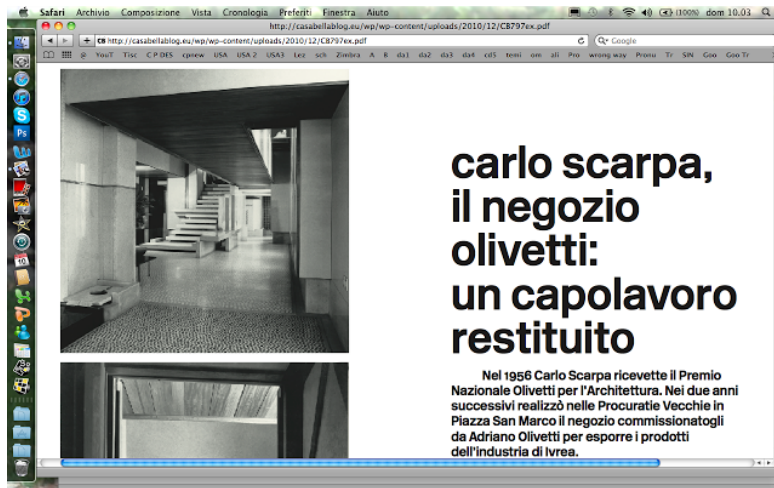 Safari Archivio Composizione Vista Cronologia Preferiti Finestra Aiuto (100%) dom 10.03
http://casabellablog.eu/wp/wp-content/uploads/2010/12/CB797ex.pdf
CB http://casabellablog.eu/wp/wp-content/uploads/2010/12/CB797ex.pdf Google
@ YouT Tisc C P DES cpnew USA USA 2 USA3 Lez sch Zimbra A B da1 da2 da3 da4 cd5 temi om ali Pro wrong way Pronu Tr SIN Goo Goo Tr
carlo scarpa,
il negozio
olivetti:
un capolavoro
restituito
Nel 1956 Carlo Scarpa ricevette il Premio
Nazionale Olivetti per l'Architettura. Nei due anni
successivi realizzò nelle Procuratie Vecchie in
Piazza San Marco il negozio commissionatogli
da Adriano Olivetti per esporre i prodotti
dell'industria di Ivrea.